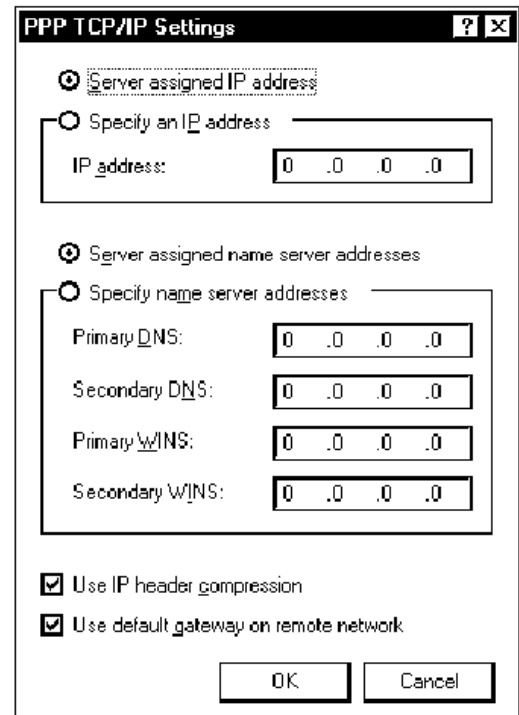 PPP TCP/IP Settings ? X
Server assigned IP address
Specify an IP address
IP address: 0 .0 .0 .0
Server assigned name server addresses
Specify name server addresses
Primary DNS: 0 .0 .0 .0
Secondary DNS: 0 .0 .0 .0
Primary WINS: 0 .0 .0 .0
Secondary WINS: 0 .0 .0 .0
Use IP header compression
Use default gateway on remote network
OK Cancel